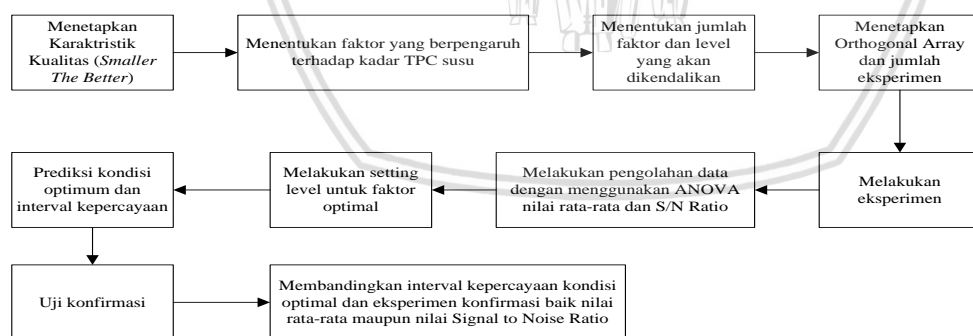 Menetapkan
Karaktristik
Kualitas (Smaller
The Better)
Menentukan faktor yang berpengaruh
terhadap kadar TPC susu
Menentukan jumlah
faktor dan level
yang akan
dikendalikan
Menetapkan
Orthogonal Array
dan jumlah
eksperimen
Prediksi kondisi
optimum dan
interval kepercayaan
Melakukan setting
level untuk faktor
optimal
Melakukan pengolahan data
dengan menggunakan ANOVA
nilai rata-rata dan S/N Ratio
Melakukan
eksperimen
Uji konfirmasi
Membandingkan interval kepercayaan kondisi
optimal dan eksperimen konfirmasi baik nilai
rata-rata maupun nilai Signal to Noise Ratio